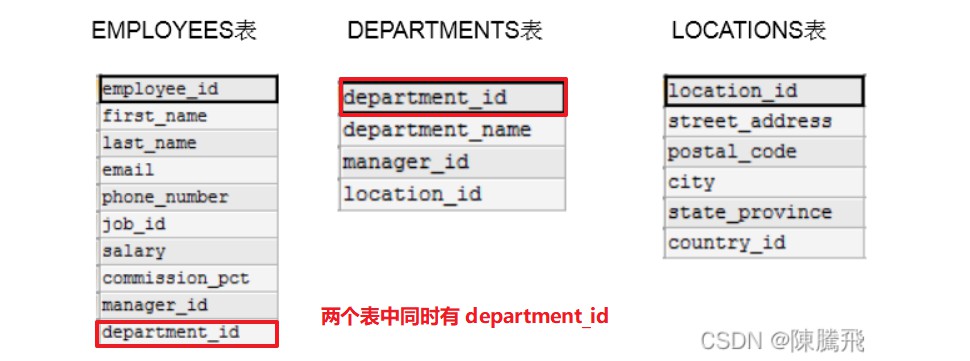 EMPLOYEES表
DEPARTMENTS表
LOCATIONS表
employee_id
first_name
last_name
email
phone_number
job_id
salary
commission_pct
manager_id
department_id
department_id
department_name
manager_id
location_id
location_id
street_address
postal_code
city
state_province
country_id
两个表中同时有 department_id
CSDN @陳騰飛